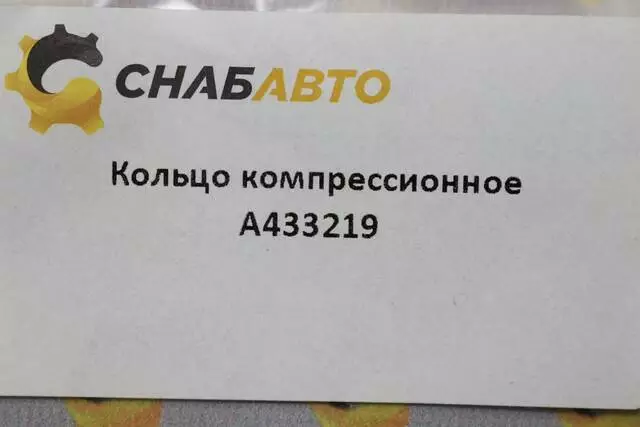 СНАБАВТО
Кольцо компрессионное
А433219